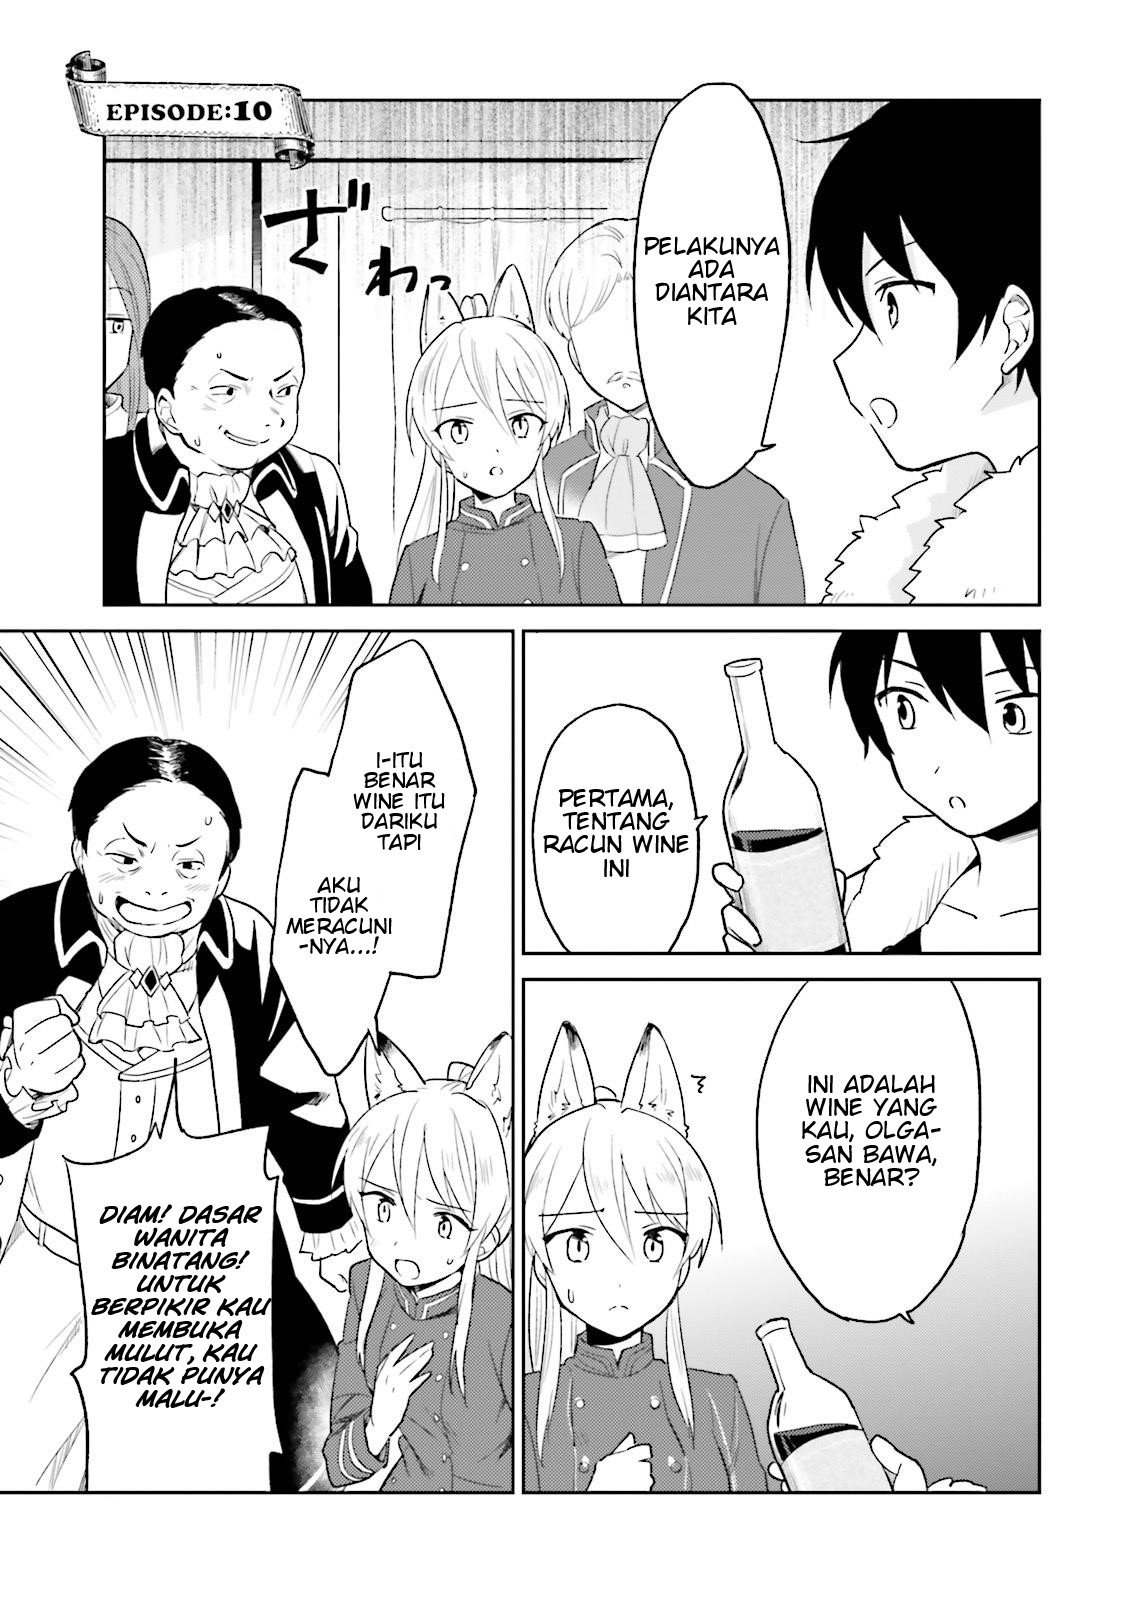 EPISODE:10
ざわっ
PELAKUNYA
ADA
DIANTARA
KITA
PERTAMA,
TENTANG
RACUN WINE
INI
INI ADALAH
WINE YANG
KAU, OLGA-
SAN BAWA,
BENAR?
I-ITU
BENAR
WINE ITU
DARIKU
TAPI
AKU
TIDAK
MERACUNI
-NYA...!
DIAM! DASAR
WANITA
BINATANG!
UNTUK
BERPIKIR KAU
MEMBUKA
MULUT, KAU
TIDAK PUNYA
MALU-!